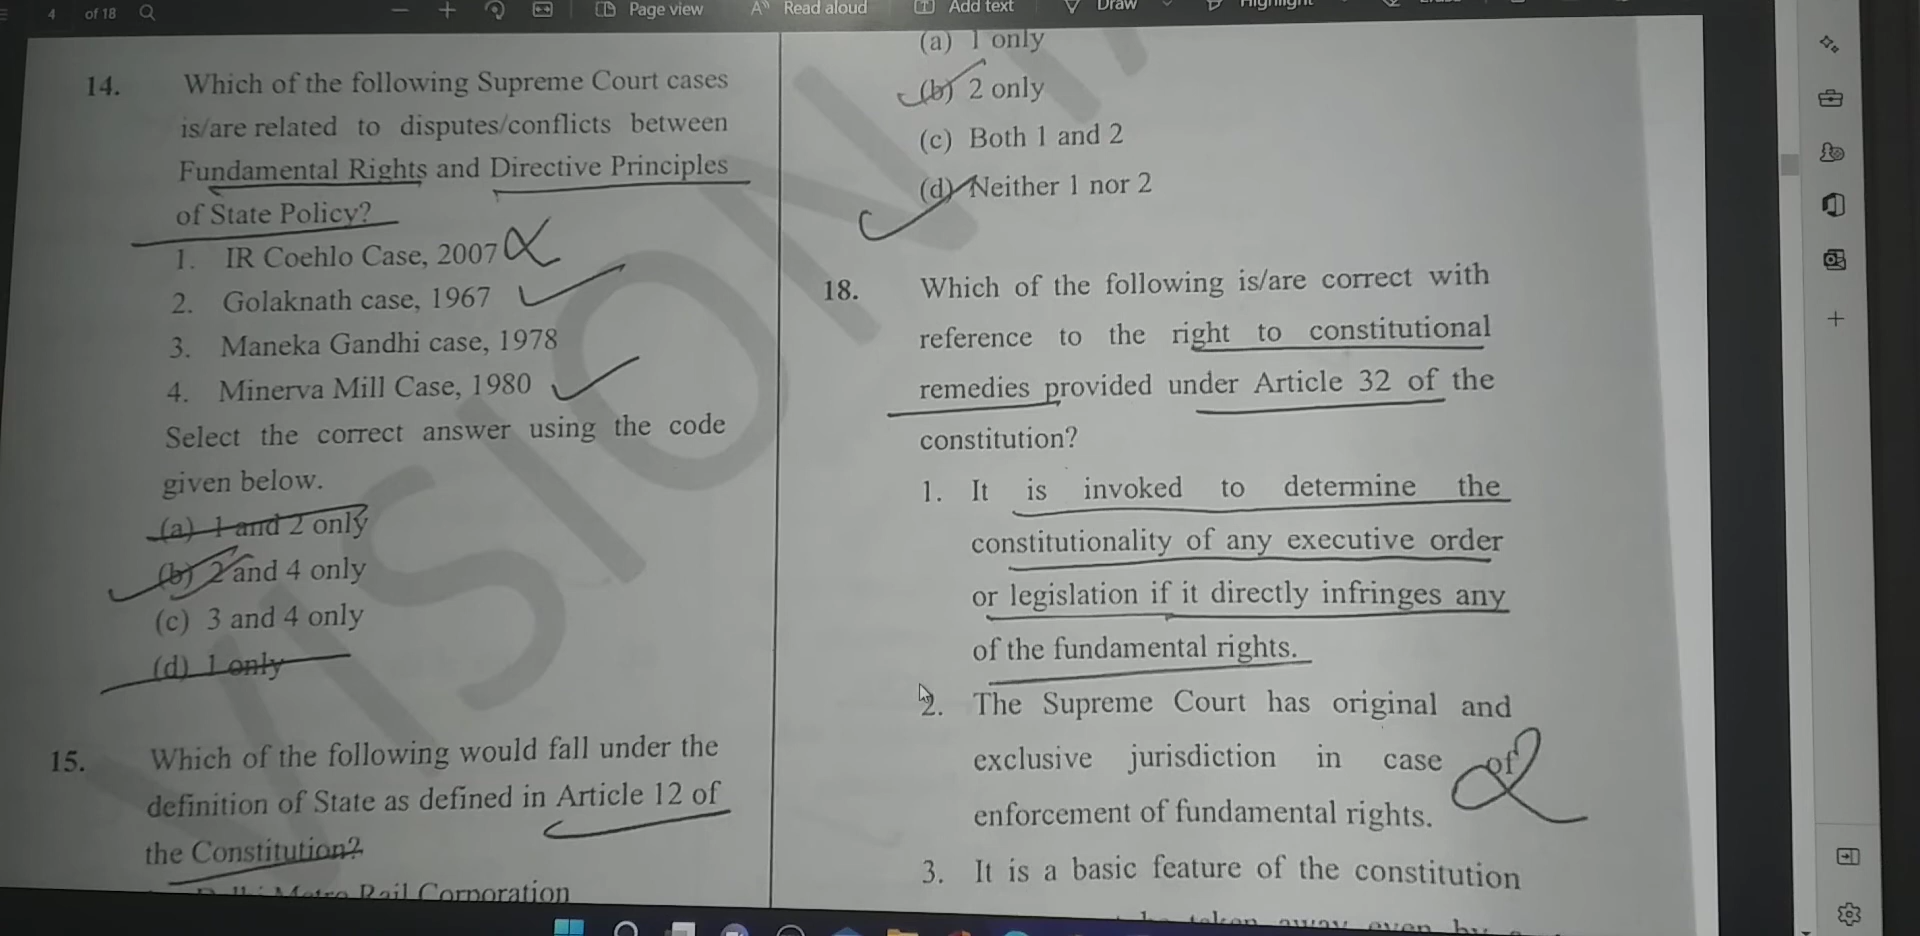 4 of 18 Page view Read aloud Add text Draw Highlight
14. Which of the following Supreme Court cases
is/are related to disputes/conflicts between
Fundamental Rights and Directive Principles
of State Policy?
1. IR Coehlo Case, 2007
2. Golaknath case, 1967
3. Maneka Gandhi case, 1978
4. Minerva Mill Case, 1980
Select the correct answer using the code
given below.
(a) 1 and 2 only
(b) 2 and 4 only
(c) 3 and 4 only
(d) 1 only
15. Which of the following would fall under the
definition of State as defined in Article 12 of
the Constitution?
Metro Rail Corporation
(a) 1 only
(b) 2 only
(c) Both 1 and 2
(d) Neither 1 nor 2
18. Which of the following is/are correct with
reference to the right to constitutional
remedies provided under Article 32 of the
constitution?
1. It is invoked to determine the
constitutionality of any executive order
or legislation if it directly infringes any
of the fundamental rights.
2. The Supreme Court has original and
exclusive jurisdiction in case of
enforcement of fundamental rights.
3. It is a basic feature of the constitution
taken away even by a
VISION